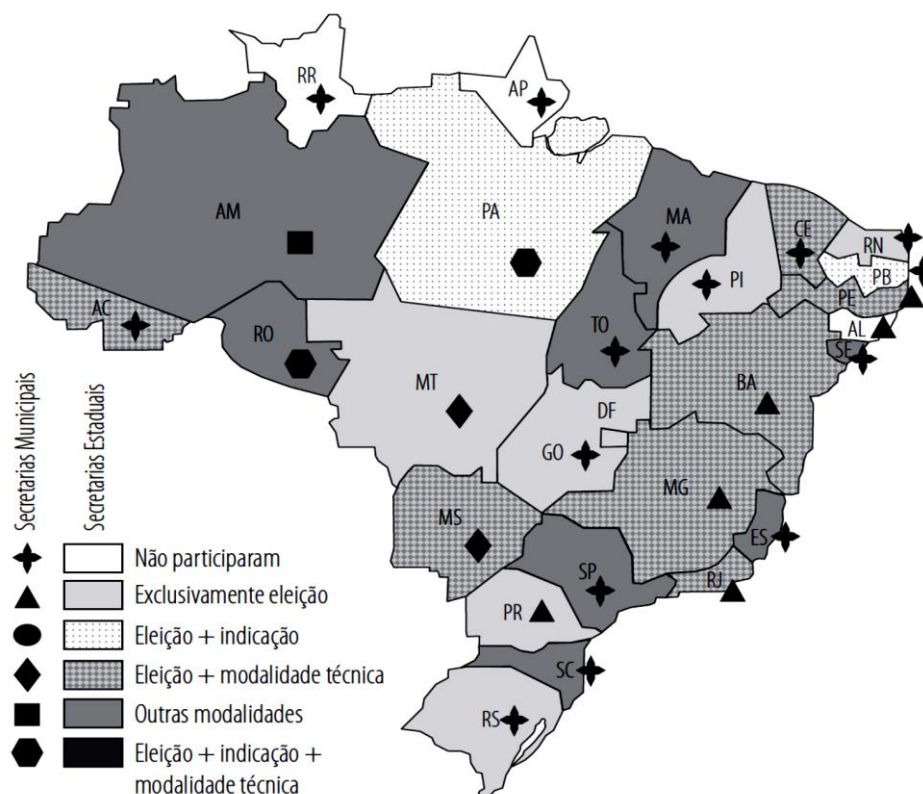 RR
AP
AM
PA
MA
CE
RN
PI
PB
PE
AC
AL
TO
SE
RO
BA
MT
DF
GO
MG
MS
ES
SP
RJ
PR
SC
RS
Secretarias Municipais
Secretarias Estaduais
Não participaram
Exclusivamente eleição
Eleição + indicação
Eleição + modalidade técnica
Outras modalidades
Eleição + indicação +
modalidade técnica